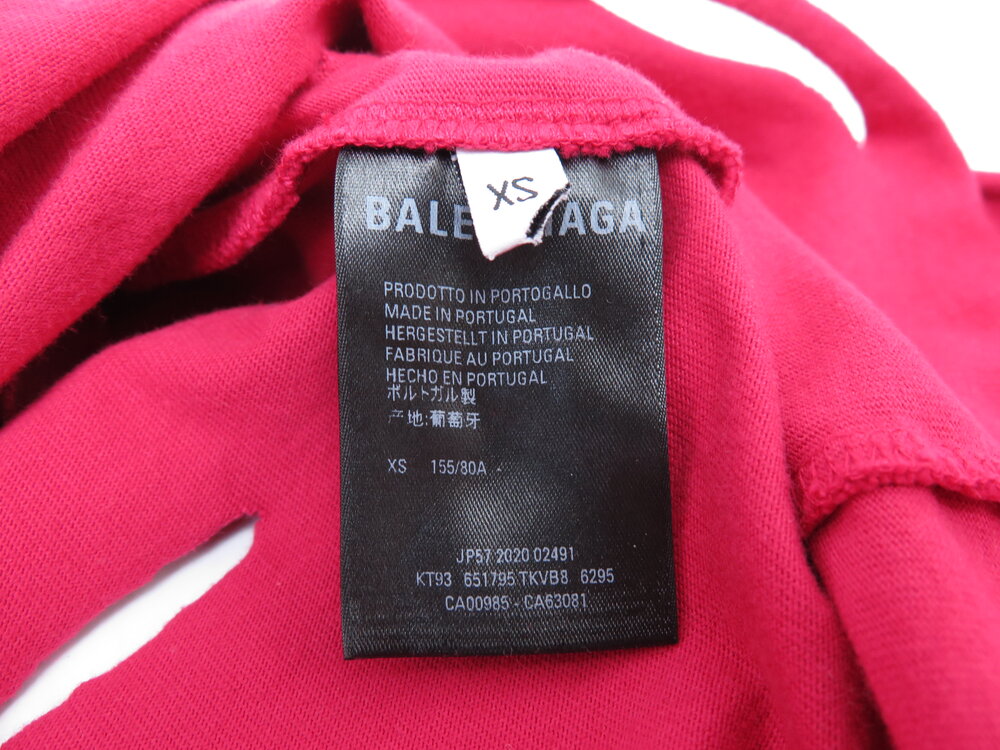 XS
BALE IAGA
PRODOTTO IN PORTOGALLO
MADE IN PORTUGAL
HERGESTELLT IN PORTUGAL
FABRIQUE AU PORTUGAL
HECHO EN PORTUGAL
ポルトガル製
产地:葡萄牙
XS 155/80A -
JP57 2020 02491
KT93 651795 TKVB8 6295
CA00985 - CA63081